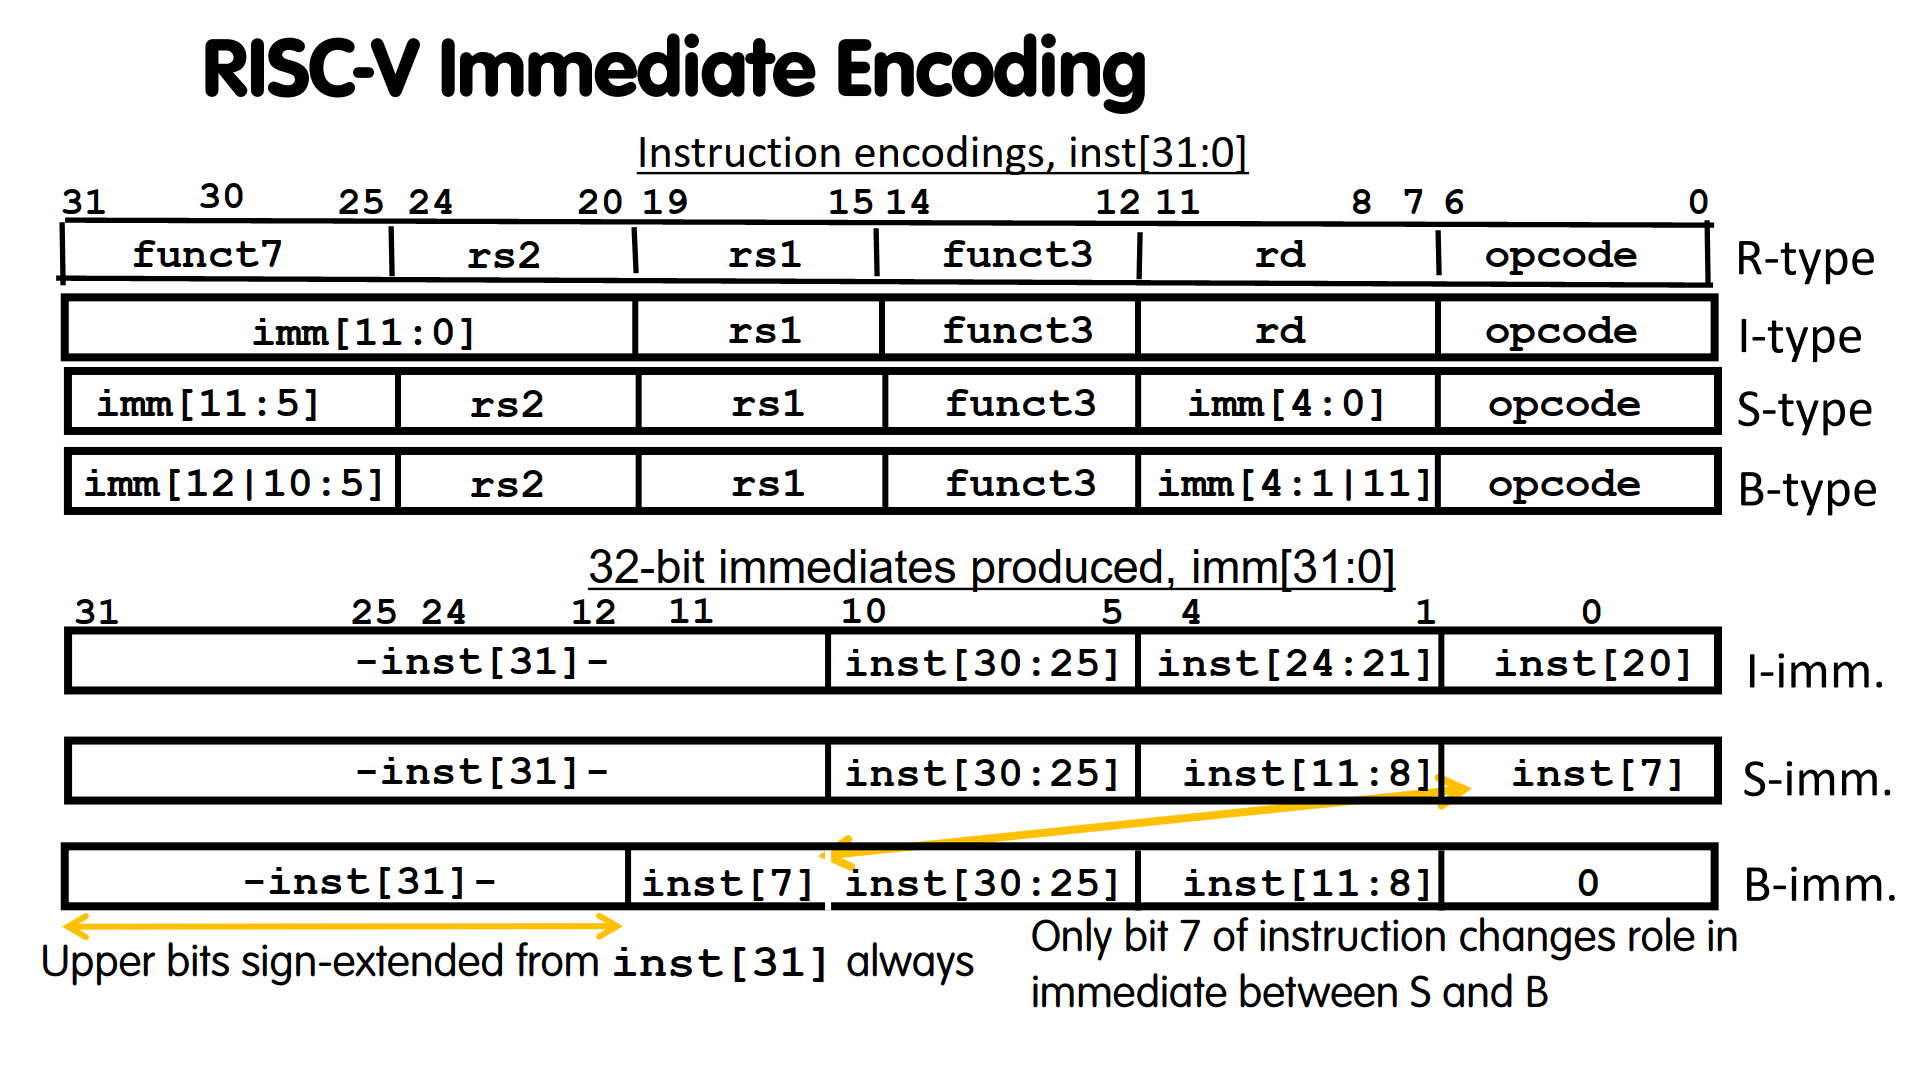 RISC-V Immediate Encoding
Instruction encodings, inst[31:0]
31 30 25 24 20 19 15 14 12 11 8 7 6 0
funct7 rs2 rs1 funct3 rd opcode R-type
imm[11:0] rs1 funct3 rd opcode I-type
imm[11:5] rs2 rs1 funct3 imm[4:0] opcode S-type
imm[12|10:5] rs2 rs1 funct3 imm[4:1|11] opcode B-type
32-bit immediates produced, imm[31:0]
31 25 24 12 11 10 5 4 1 0
-inst[31]- inst[30:25] inst[24:21] inst[20] I-imm.
-inst[31]- inst[30:25] inst[11:8] inst[7] S-imm.
-inst[31]- inst[7] inst[30:25] inst[11:8] 0 B-imm.
Upper bits sign-extended from inst[31] always
Only bit 7 of instruction changes role in
immediate between S and B